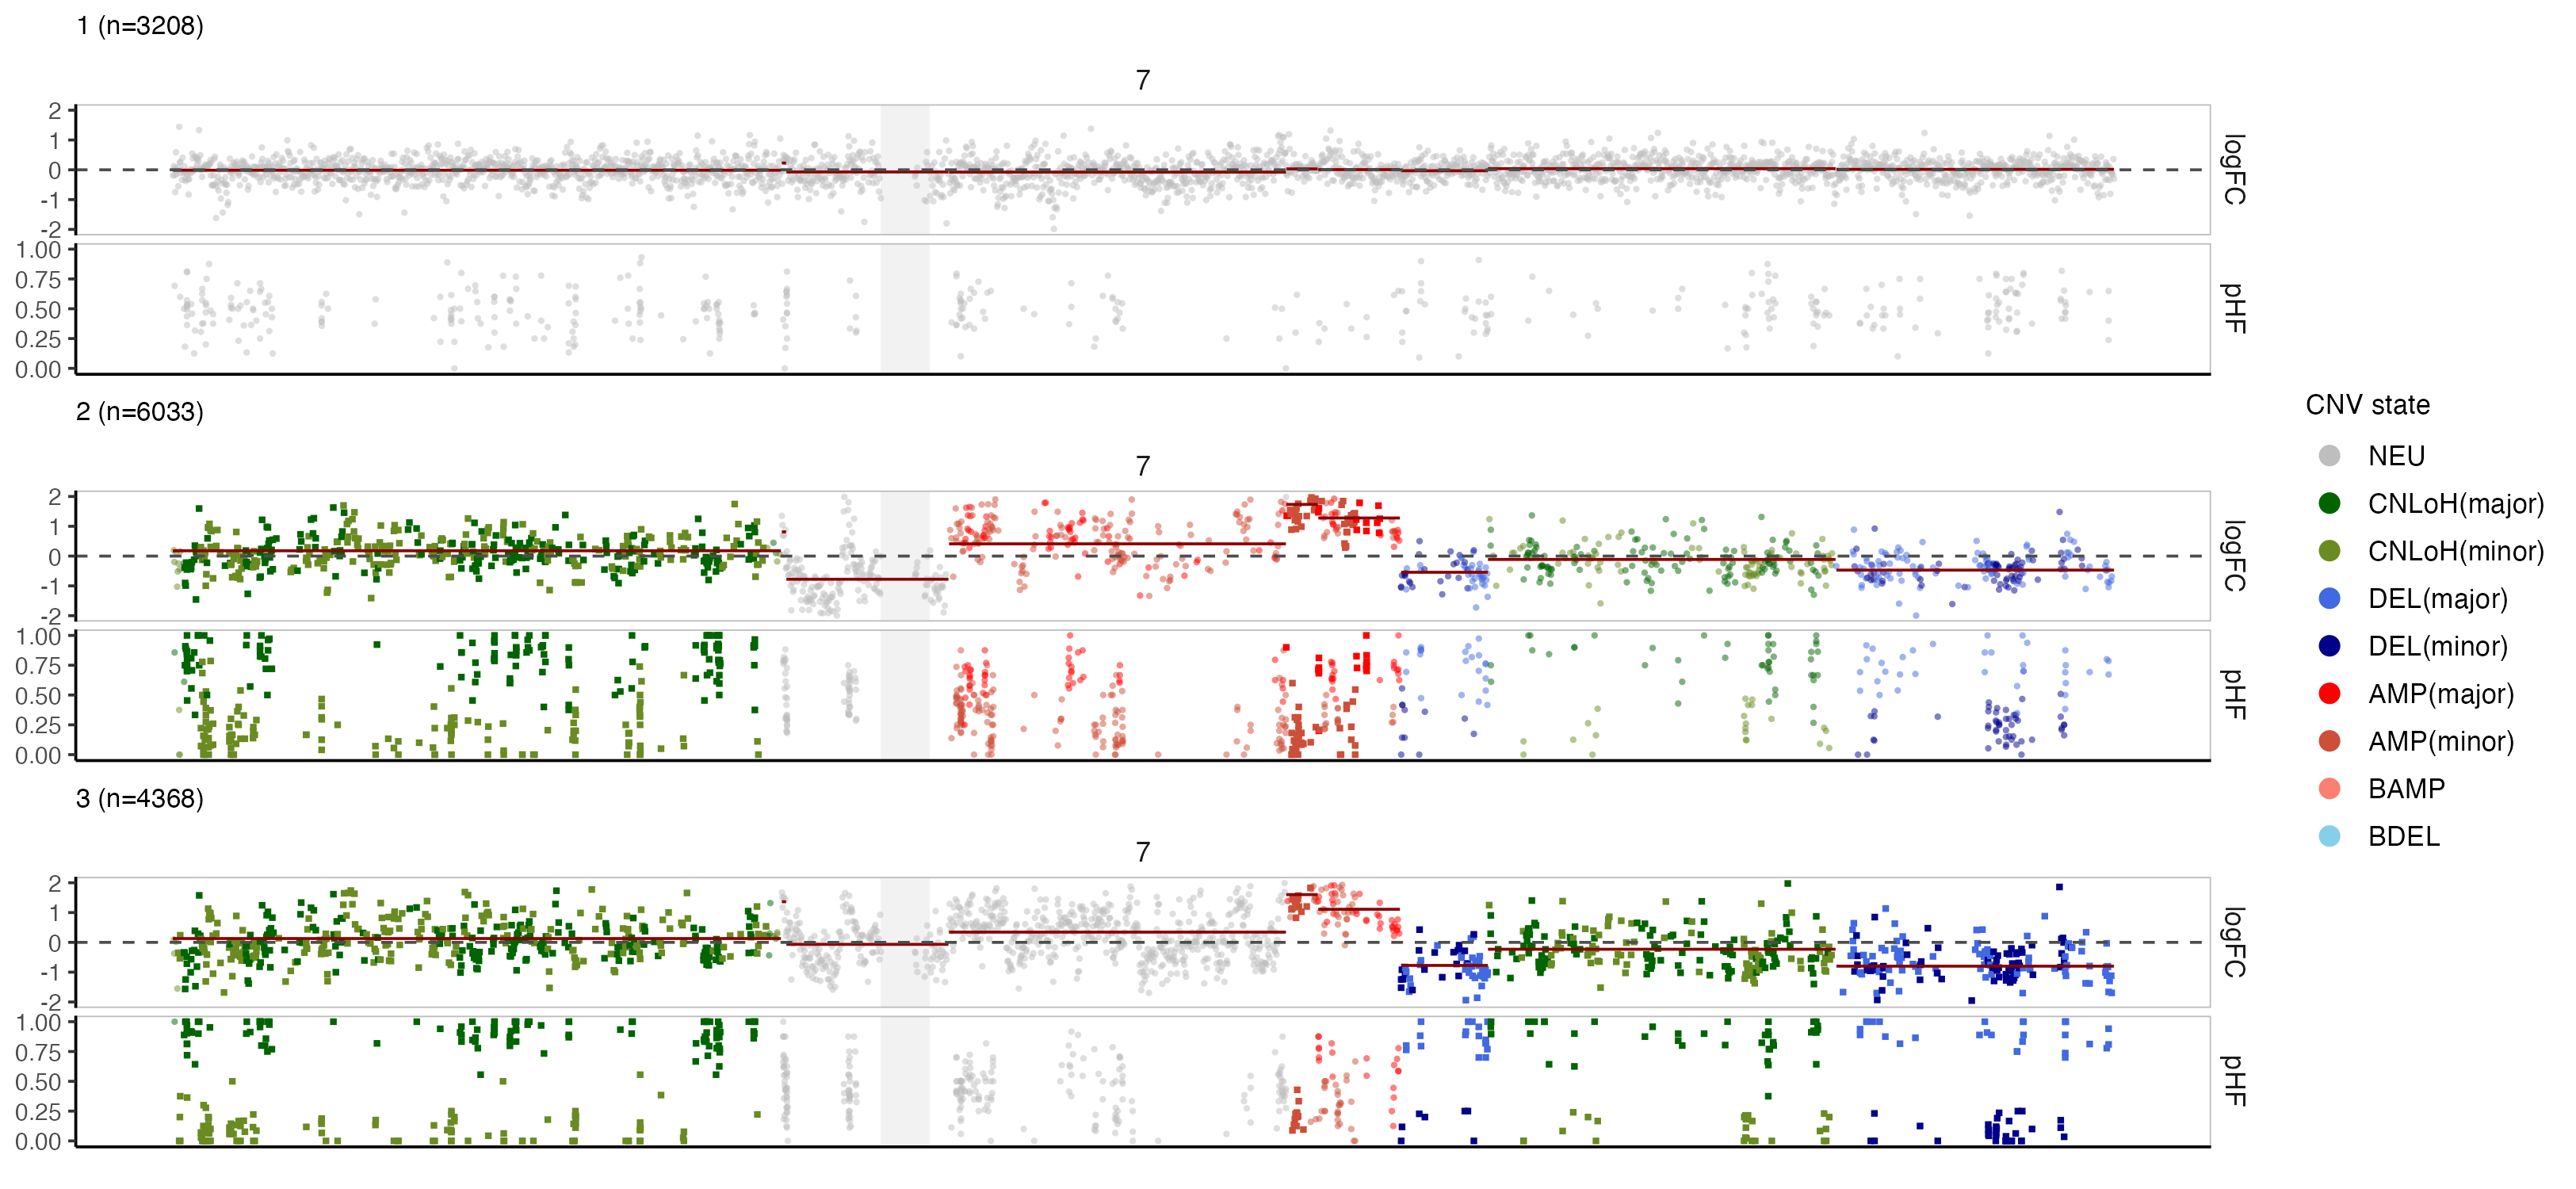 1 (n=3208)
7
2
1
0
-1
-2
logFC
1.00
0.75
0.50
0.25
0.00
pHF
2 (n=6033)
7
2
1
0
-1
-2
logFC
1.00
0.75
0.50
0.25
0.00
pHF
3 (n=4368)
7
2
1
0
-1
-2
logFC
1.00
0.75
0.50
0.25
0.00
pHF
CNV state
NEU
CNLoH(major)
CNLoH(minor)
DEL(major)
DEL(minor)
AMP(major)
AMP(minor)
BAMP
BDEL